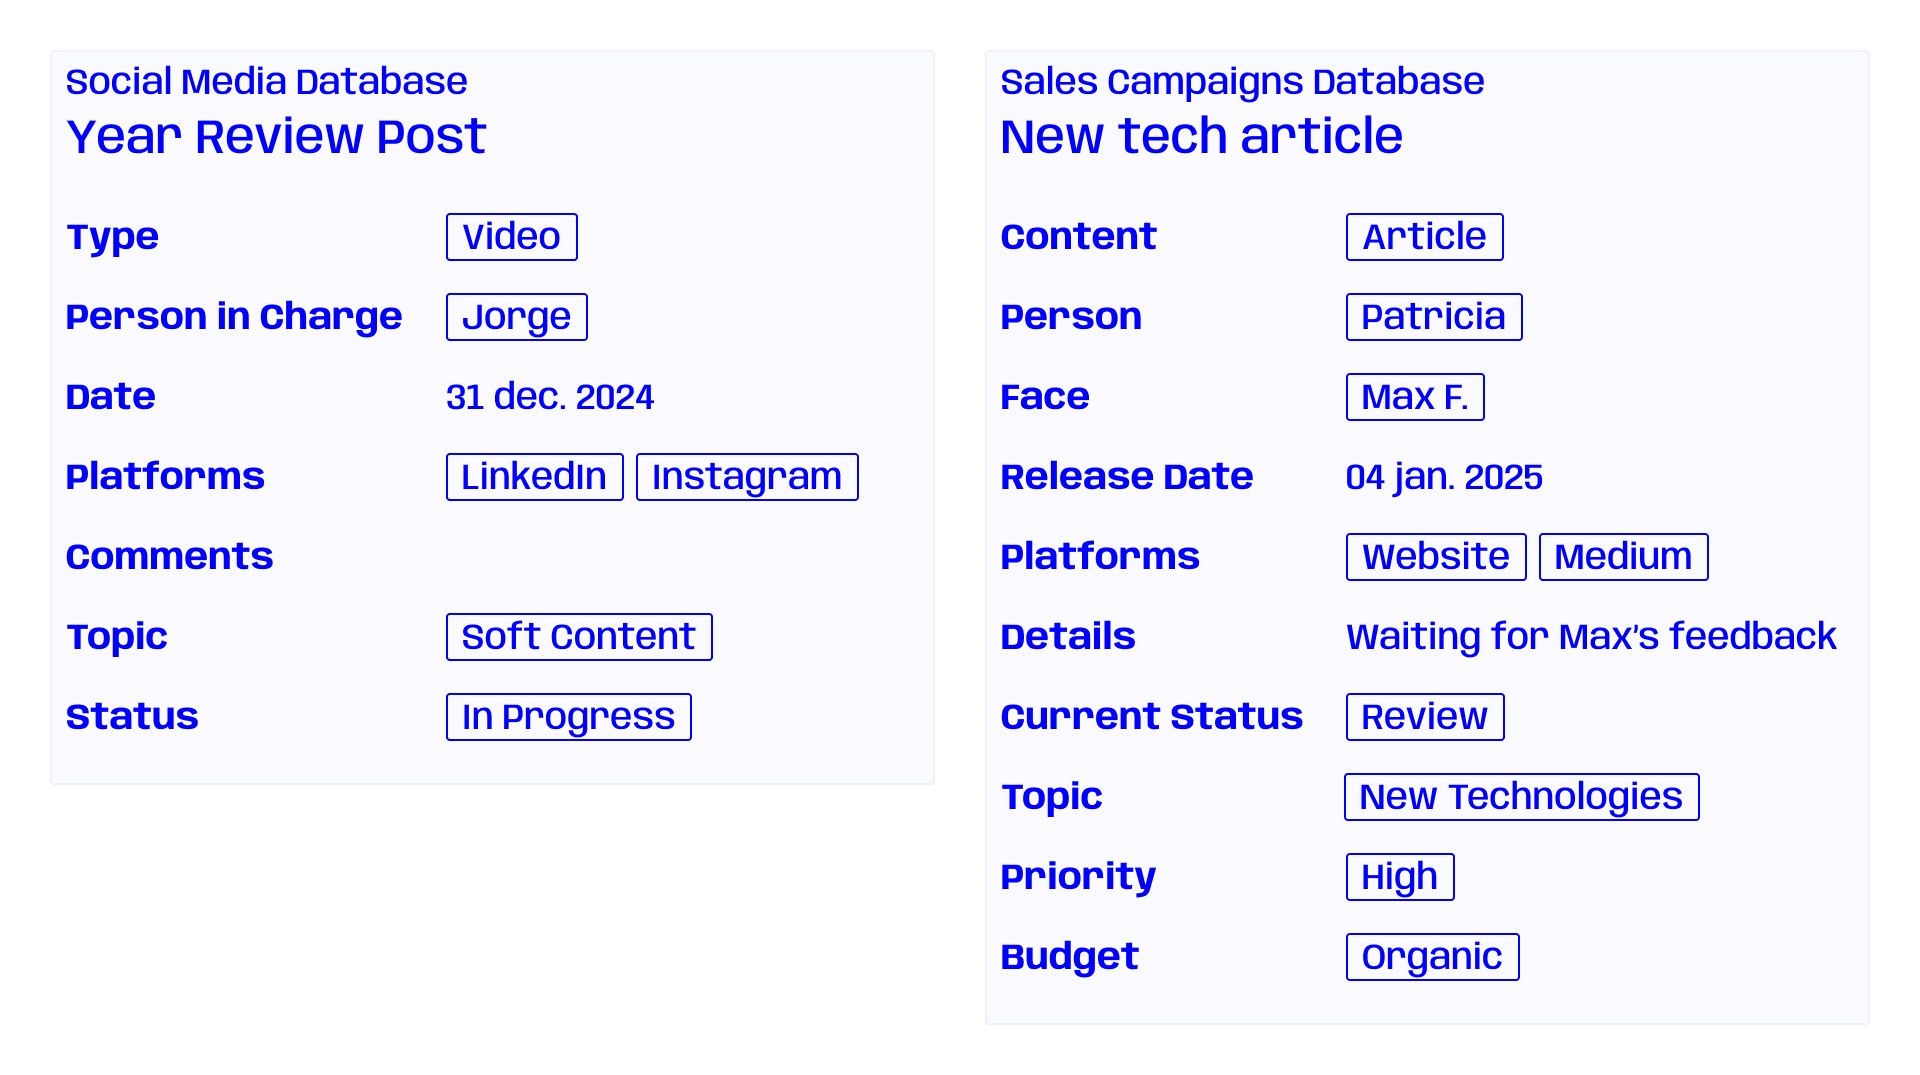 Social Media Database
Year Review Post
Type Video
Person in Charge Jorge
Date 31 dec. 2024
Platforms LinkedIn Instagram
Comments
Topic Soft Content
Status In Progress
Sales Campaigns Database
New tech article
Content Article
Person Patricia
Face Max F.
Release Date 04 jan. 2025
Platforms Website Medium
Details Waiting for Max's feedback
Current Status Review
Topic New Technologies
Priority High
Budget Organic